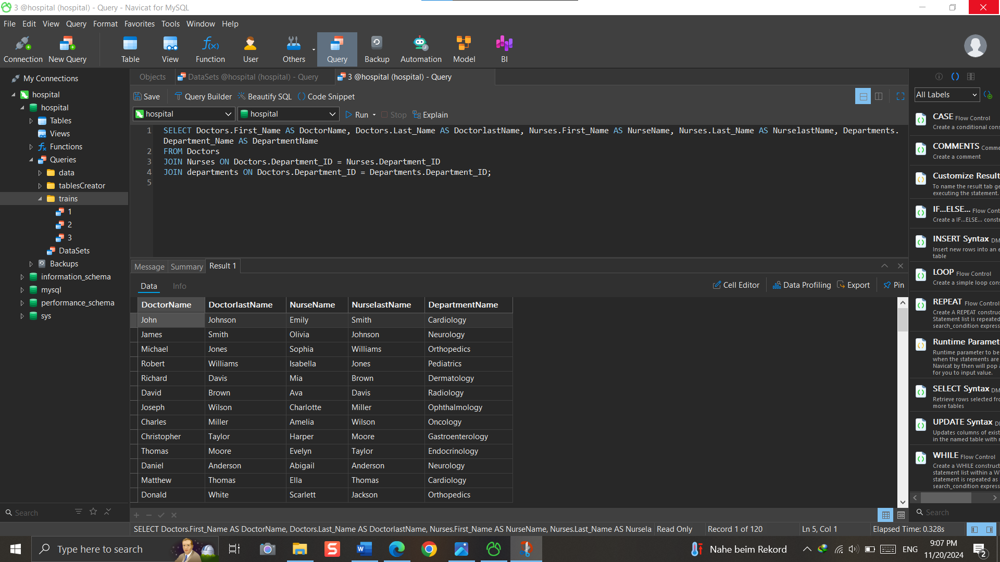 3 @hospital (hospital) - Query - Navicat for MySQL
File Edit View Query Format Favorites Tools Window Help
Connection New Query Table View Function User Others Query Backup Automation Model BI
My Connections
hospital
hospital
Tables
Views
Functions
Queries
data
tablesCreator
trains
1
2
3
DataSets
Backups
information_schema
mysql
performance_schema
sys
Search
Objects DataSets @hospital (hospital) - Query 3 @hospital (hospital) - Query
Save Query Builder Beautify SQL Code Snippet
hospital hospital Run Stop Explain
1 SELECT Doctors.First_Name AS DoctorName, Doctors.Last_Name AS DoctorlastName, Nurses.First_Name AS NurseName, Nurses.Last_Name AS NurselastName, Departments.
Department_Name AS DepartmentName
2 FROM Doctors
3 JOIN Nurses ON Doctors.Department_ID = Nurses.Department_ID
4 JOIN departments ON Doctors.Department_ID = Departments.Department_ID;
5
Message Summary Result 1
Data Info Cell Editor Data Profiling Export Pin
DoctorName DoctorlastName NurseName NurselastName DepartmentName
John Johnson Emily Smith Cardiology
James Smith Olivia Johnson Neurology
Michael Jones Sophia Williams Orthopedics
Robert Williams Isabella Jones Pediatrics
Richard Davis Mia Brown Dermatology
David Brown Ava Davis Radiology
Joseph Wilson Charlotte Miller Ophthalmology
Charles Miller Amelia Wilson Oncology
Christopher Taylor Harper Moore Gastroenterology
Thomas Moore Evelyn Taylor Endocrinology
Daniel Anderson Abigail Anderson Neurology
Matthew Thomas Ella Thomas Cardiology
Donald White Scarlett Jackson Orthopedics
SELECT Doctors.First_Name AS DoctorName, Doctors.Last_Name AS DoctorlastName, Nurses.First_Name AS NurseName, Nurses.Last_Name AS Nursela Read Only Record 1 of 120 Ln 5, Col 1 Elapsed Time: 0.328s
All Labels
CASE Flow Control
Create a conditional cons
COMMENTS Comme
Create a comment
Customize Result
To name the result tab ge
executing the statement.
IF...ELSE... Flow Cont
Create a IF...ELSE... constr
INSERT Syntax DM
Insert new rows into an e
table
LOOP Flow Control
Create a simple loop cons
REPEAT Flow Control
Create A REPEAT construc
Statement list is repeated
search_condition express
Runtime Paramet
Runtime parameter to be
when the statements are
Navicat by then will pop a
for you to input value.
SELECT Syntax DM
Retrieve rows selected fro
more tables
UPDATE Syntax D
Updates columns of exist
in the named table with n
WHILE Flow Control
Create a WHILE construct
statement list within a W
statement is repeated as
search_condition express
Search
Type here to search
S
W
Nahe beim Rekord
ENG
9:07 PM
11/20/2024
2